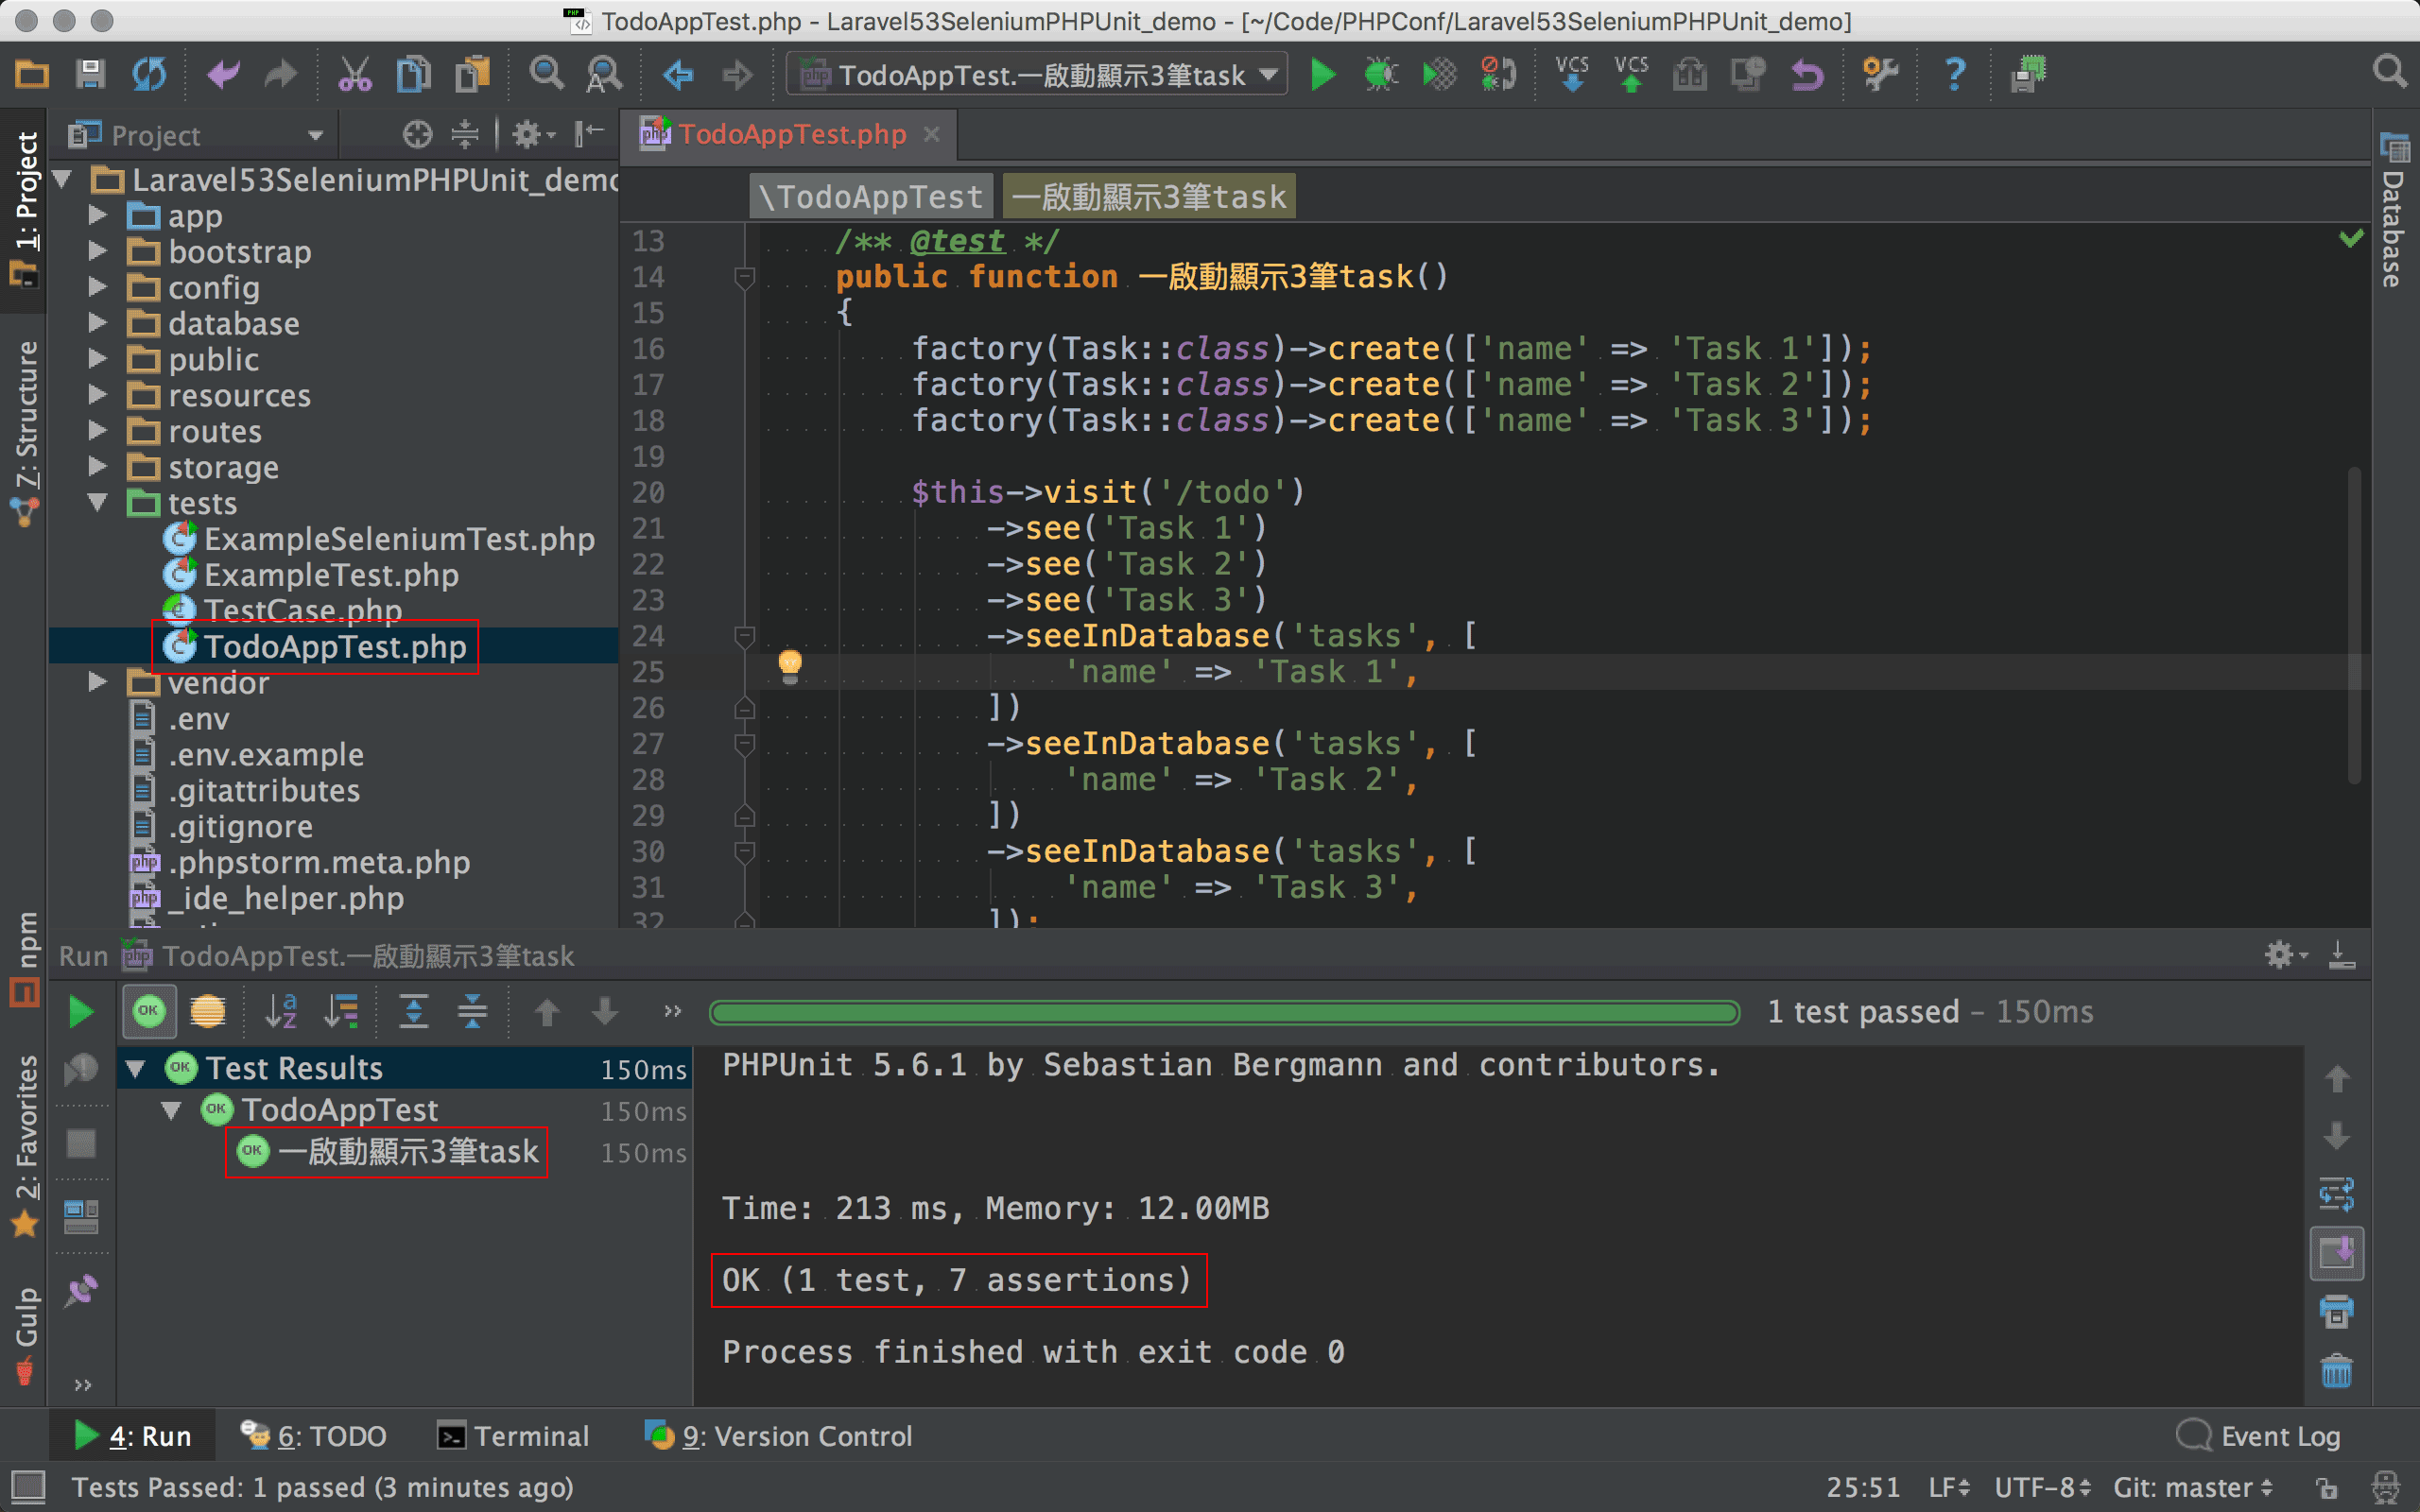 TodoAppTest.php - Laravel53SeleniumPHPUnit_demo - [~/Code/PHPConf/Laravel53SeleniumPHPUnit_demo]
TodoAppTest.一啟動顯示3筆task
VCS
VCS
1: Project
7: Structure
npm
2: Favorites
Gulp
Project
Laravel53SeleniumPHPUnit_demo
app
bootstrap
config
database
public
resources
routes
storage
tests
ExampleSeleniumTest.php
ExampleTest.php
TestCase.php
TodoAppTest.php
vendor
.env
.env.example
.gitattributes
.gitignore
.phpstorm.meta.php
_ide_helper.php
TodoAppTest.php
\TodoAppTest 一啟動顯示3筆task
13 /** @test */
14 public function 一啟動顯示3筆task()
15 {
16 factory(Task::class)->create(['name' => 'Task 1']);
17 factory(Task::class)->create(['name' => 'Task 2']);
18 factory(Task::class)->create(['name' => 'Task 3']);
19
20 $this->visit('/todo')
21 ->see('Task 1')
22 ->see('Task 2')
23 ->see('Task 3')
24 ->seeInDatabase('tasks', [
25 'name' => 'Task 1',
26 ])
27 ->seeInDatabase('tasks', [
28 'name' => 'Task 2',
29 ])
30 ->seeInDatabase('tasks', [
31 'name' => 'Task 3',
32 ]);
Database
Run TodoAppTest.一啟動顯示3筆task
1 test passed – 150ms
Test Results 150ms
TodoAppTest 150ms
一啟動顯示3筆task 150ms
PHPUnit 5.6.1 by Sebastian Bergmann and contributors.
Time: 213 ms, Memory: 12.00MB
OK (1 test, 7 assertions)
Process finished with exit code 0
4: Run 6: TODO Terminal 9: Version Control Event Log
Tests Passed: 1 passed (3 minutes ago) 25:51 LF UTF-8 Git: master